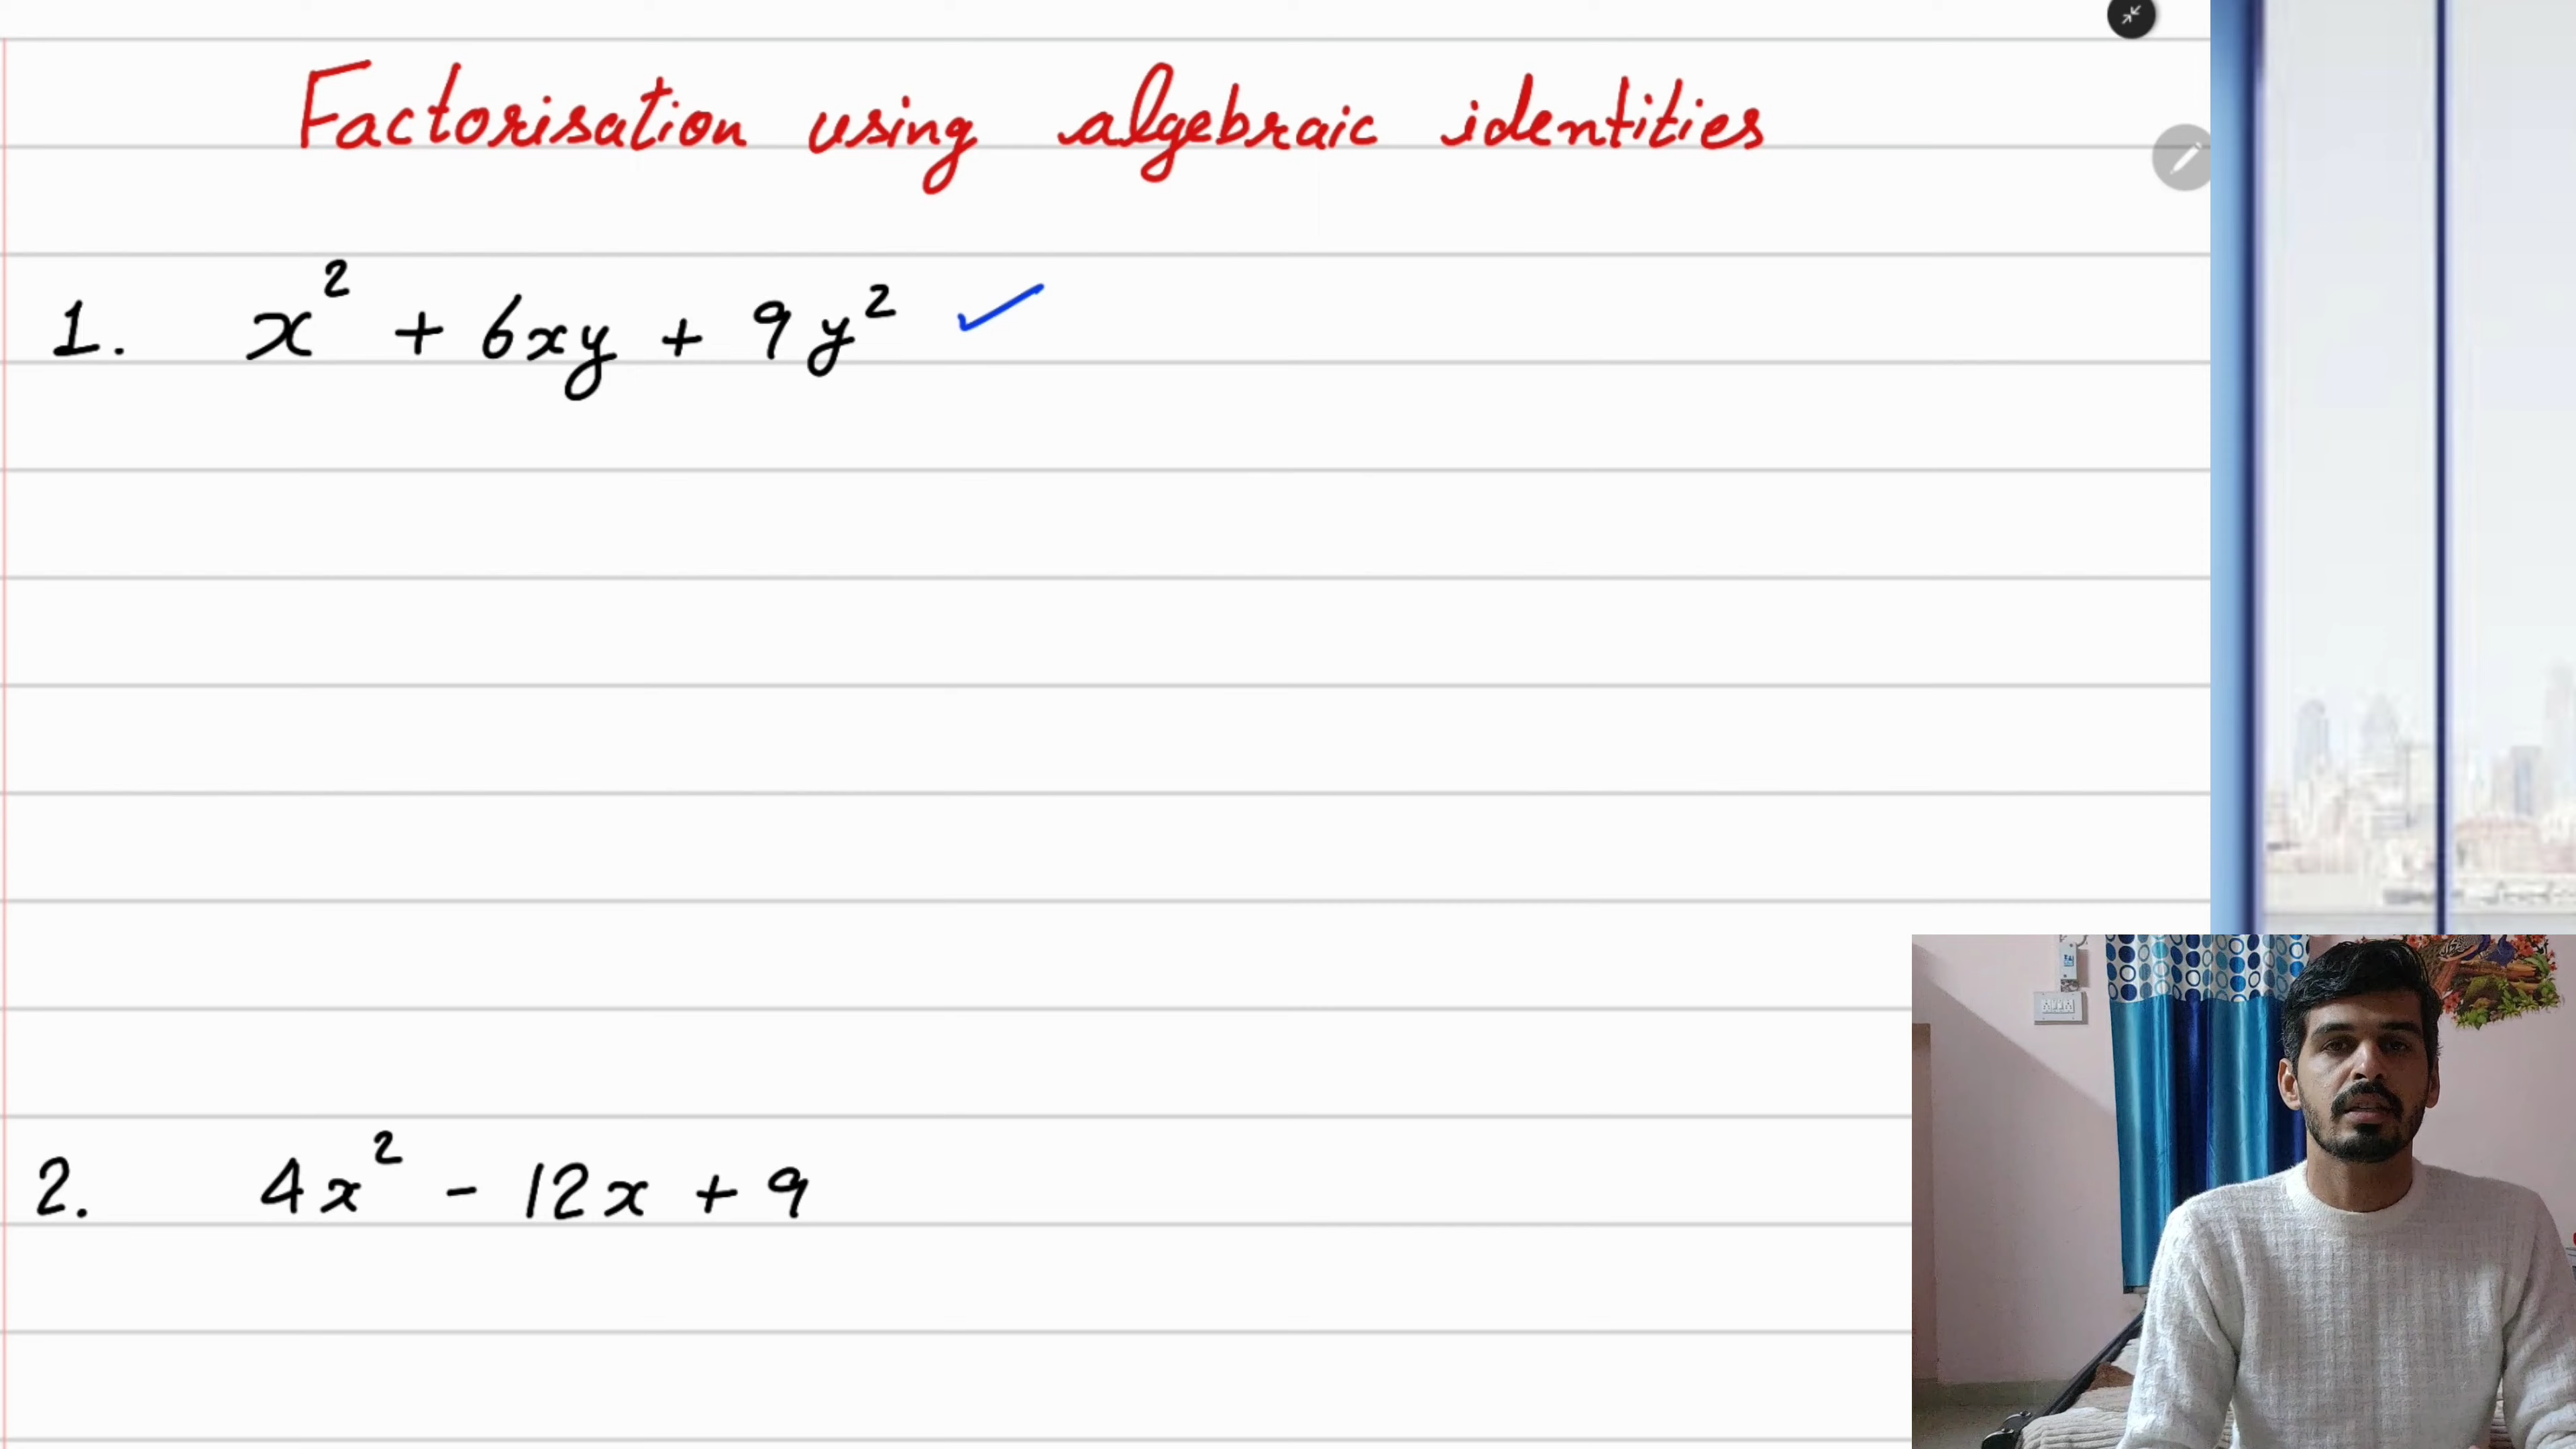 Factorisation using algebraic identities
1. x² + 6xy + 9y²
2. 4x² - 12x + 9